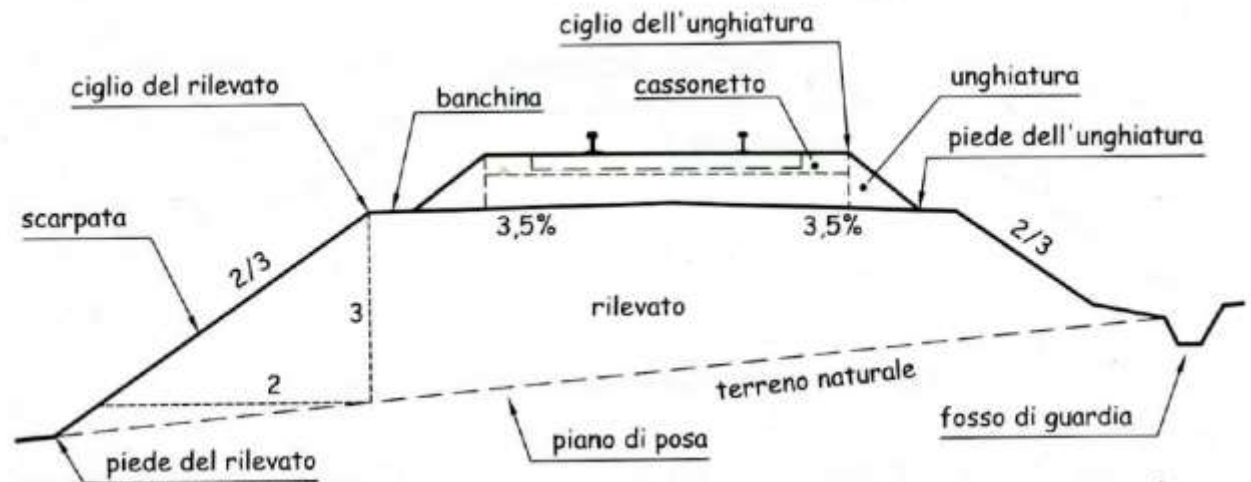 ciglio dell'unghiatura
ciglio del rilevato
banchina
cassonetto
unghiatura
piede dell'unghiatura
scarpata
3,5%
3,5%
2/3
2/3
3
rilevato
2
terreno naturale
piano di posa
fosso di guardia
piede del rilevato